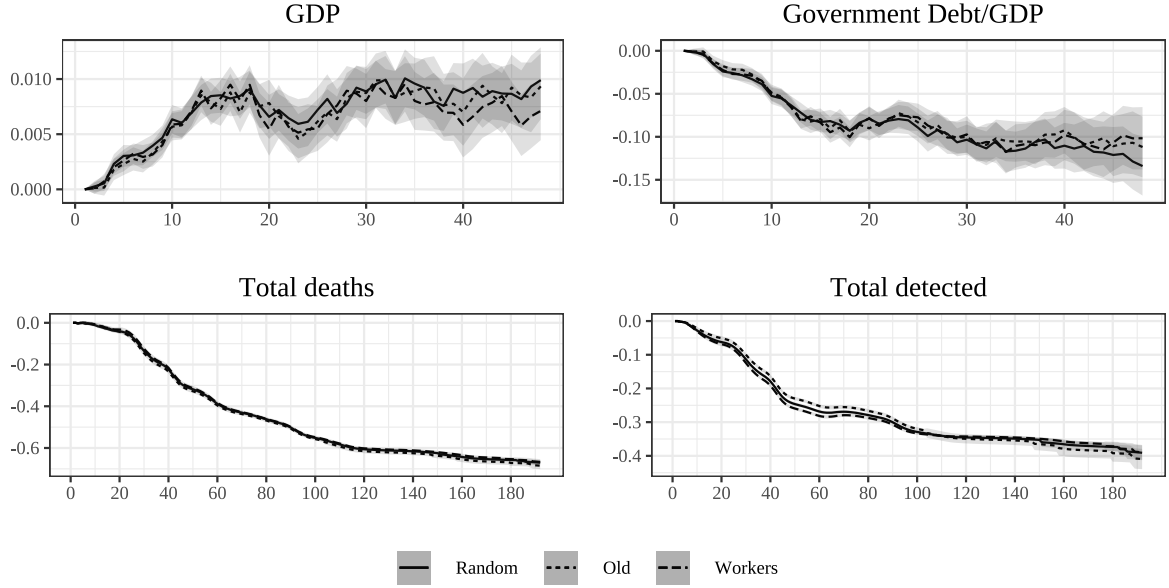 GDP
Government Debt/GDP
0.010
0.005
0.000
0 10 20 30 40
0.00
-0.05
-0.10
-0.15
0 10 20 30 40
Total deaths
Total detected
0.0
-0.2
-0.4
-0.6
0 20 40 60 80 100 120 140 160 180
0.0
-0.1
-0.2
-0.3
-0.4
0 20 40 60 80 100 120 140 160 180
Random Old Workers